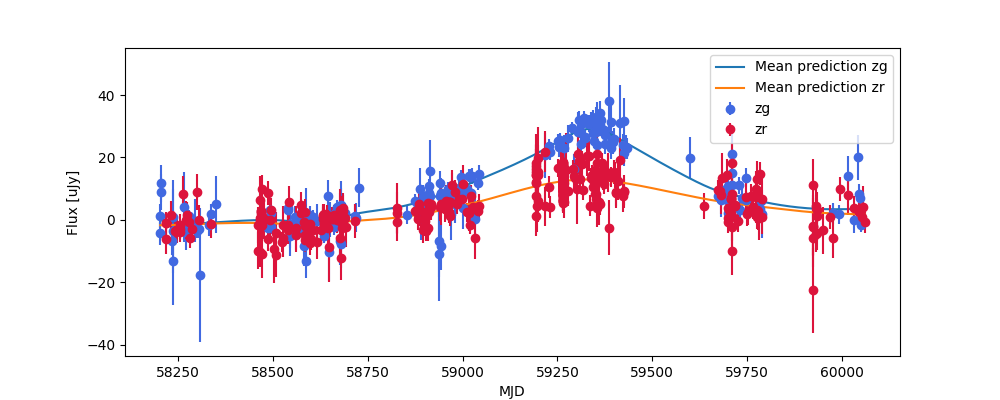 Mean prediction zg
Mean prediction zr
zg
zr
Flux [uJy]
40
20
0
−20
−40
58250
58500
58750
59000
59250
59500
59750
60000
MJD